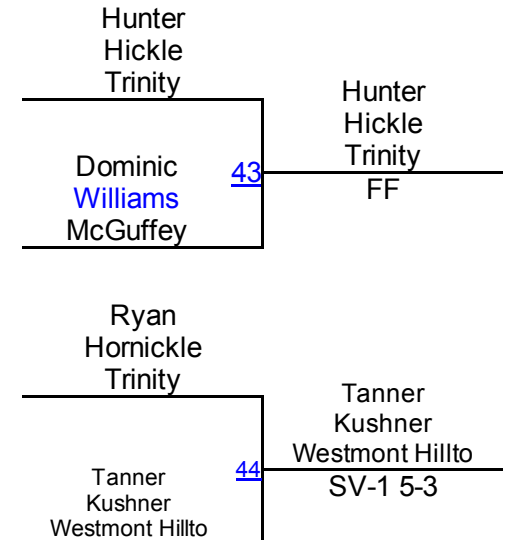 Hunter
Hickle
Trinity
Hunter
Hickle
Trinity
FF
Dominic
Williams
McGuffey
43
Ryan
Hornickle
Trinity
Tanner
Kushner
Westmont Hillto
SV-1 5-3
Tanner
Kushner
Westmont Hillto
44